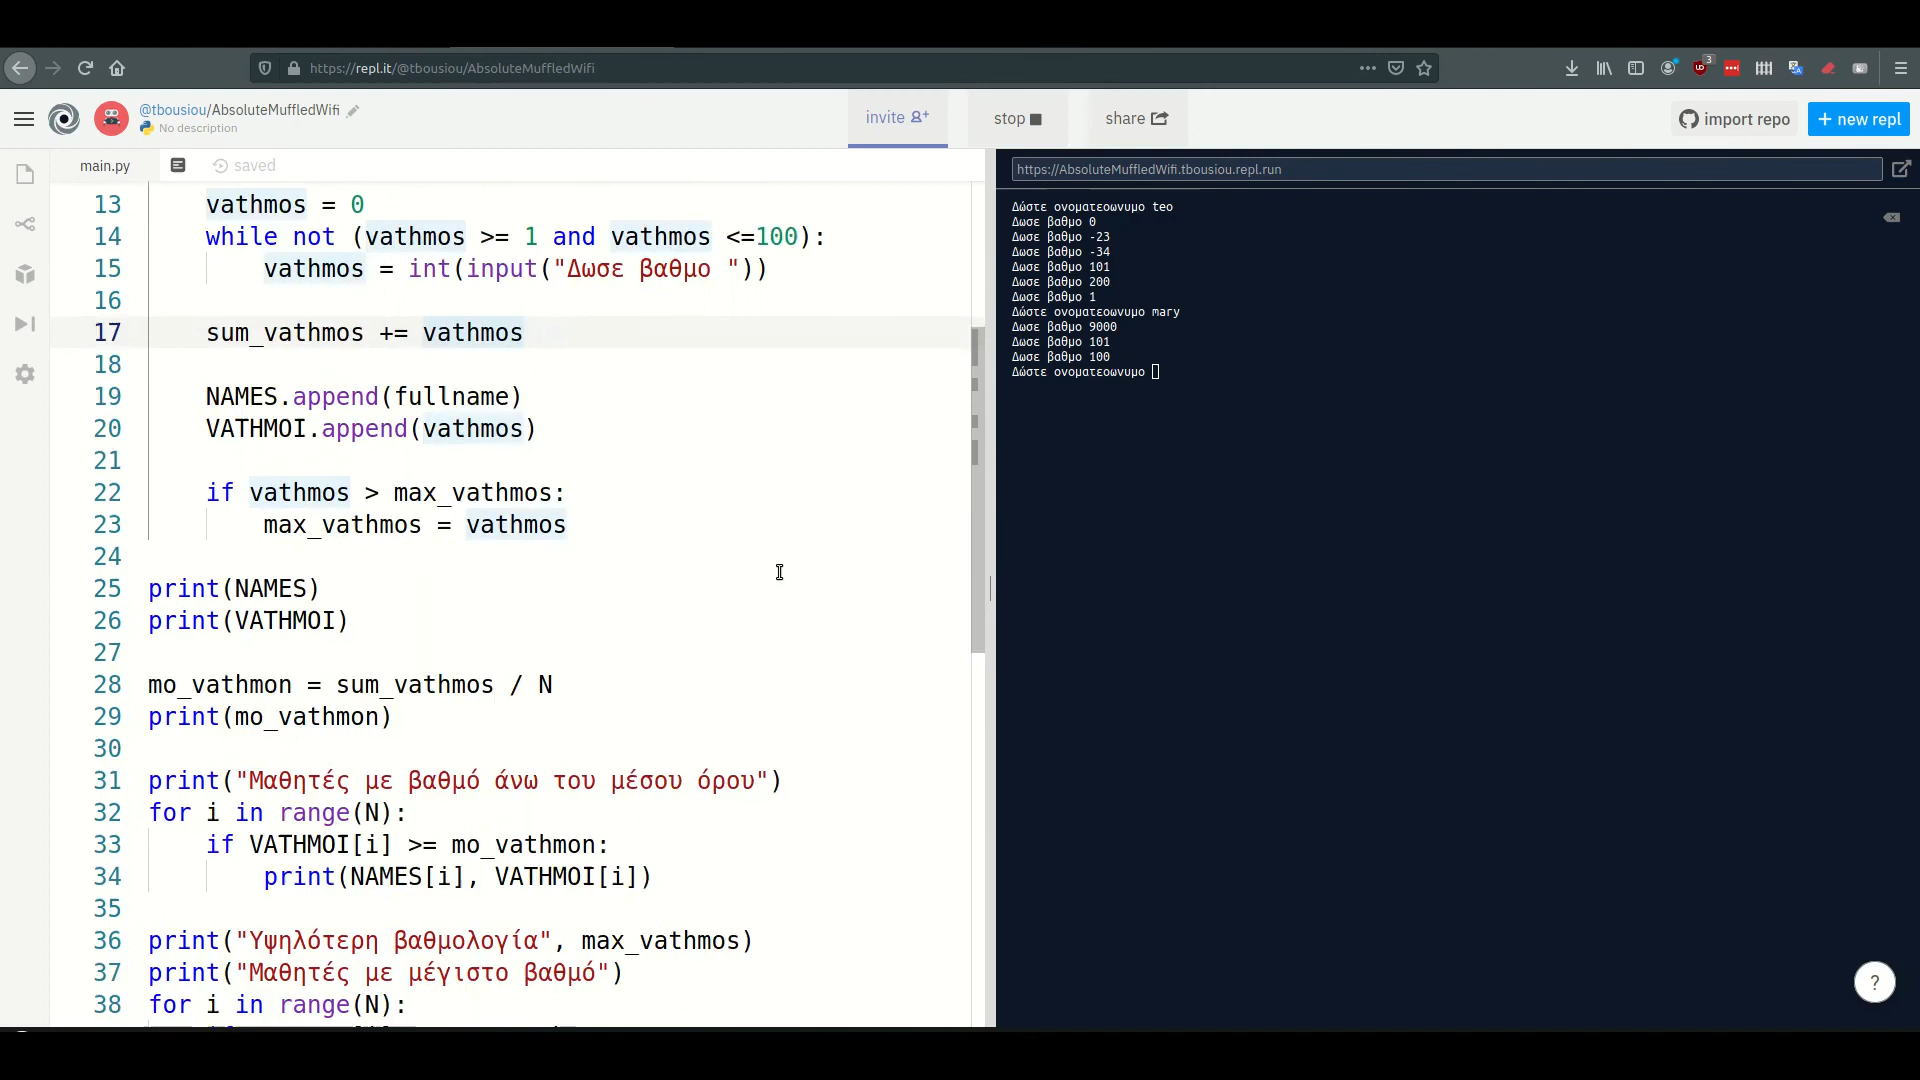 https://repl.it/@tbousiou/AbsoluteMuffledWifi
3
@tbousiou/AbsoluteMuffledWifi
No description
invite
stop
share
import repo
+ new repl
main.py
saved
https://AbsoluteMuffledWifi.tbousiou.repl.run
13 vathmos = 0
14 while not (vathmos >= 1 and vathmos <=100):
15 vathmos = int(input("Δωσε βαθμο "))
16
17 sum_vathmos += vathmos
18
19 NAMES.append(fullname)
20 VATHMOI.append(vathmos)
21
22 if vathmos > max_vathmos:
23 max_vathmos = vathmos
24
25 print(NAMES)
26 print(VATHMOI)
27
28 mo_vathmon = sum_vathmos / N
29 print(mo_vathmon)
30
31 print("Μαθητές με βαθμό άνω του μέσου όρου")
32 for i in range(N):
33 if VATHMOI[i] >= mo_vathmon:
34 print(NAMES[i], VATHMOI[i])
35
36 print("Υψηλότερη βαθμολογία", max_vathmos)
37 print("Μαθητές με μέγιστο βαθμό")
38 for i in range(N):
Δώστε ονοματεοωνυμο teo
Δωσε βαθμο 0
Δωσε βαθμο -23
Δωσε βαθμο -34
Δωσε βαθμο 101
Δωσε βαθμο 200
Δωσε βαθμο 1
Δώστε ονοματεοωνυμο mary
Δωσε βαθμο 9000
Δωσε βαθμο 101
Δωσε βαθμο 100
Δώστε ονοματεοωνυμο
?